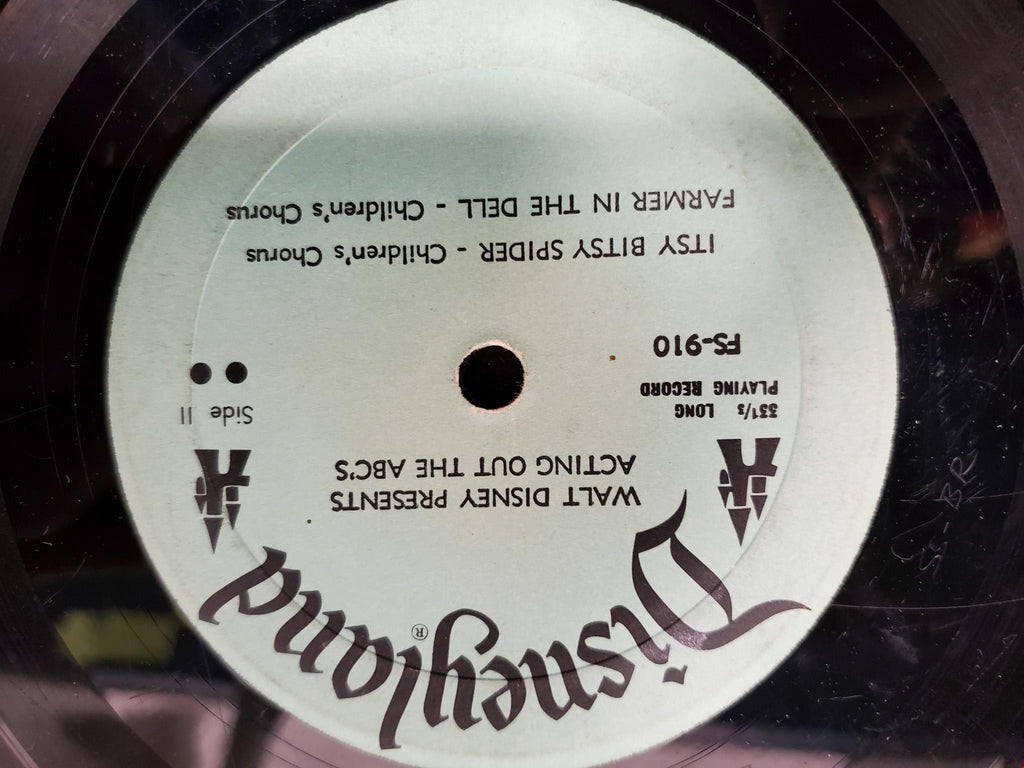 Disneyland®
WALT DISNEY PRESENTS
ACTING OUT THE ABC'S
33⅓ LONG
PLAYING RECORD
Side II
FS-910
ITSY BITSY SPIDER - Children's Chorus
FARMER IN THE DELL - Children's Chorus